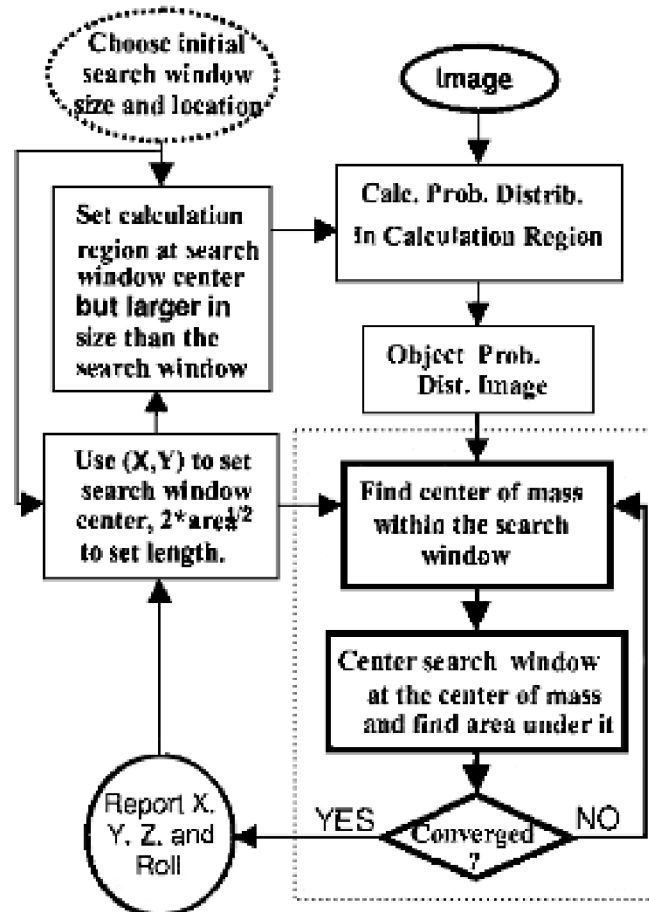 Choose initial
search window
size and location
Image
Set calculation
region at search
window center
but larger in
size than the
search window
Calc. Prob. Distrib.
In Calculation Region
Object Prob.
Dist. Image
Use (X,Y) to set
search window
center, 2*area1/2
to set length.
Find center of mass
within the search
window
Center search window
at the center of mass
and find area under it
Report X,
Y, Z, and
Roll
YES
Converged
?
NO